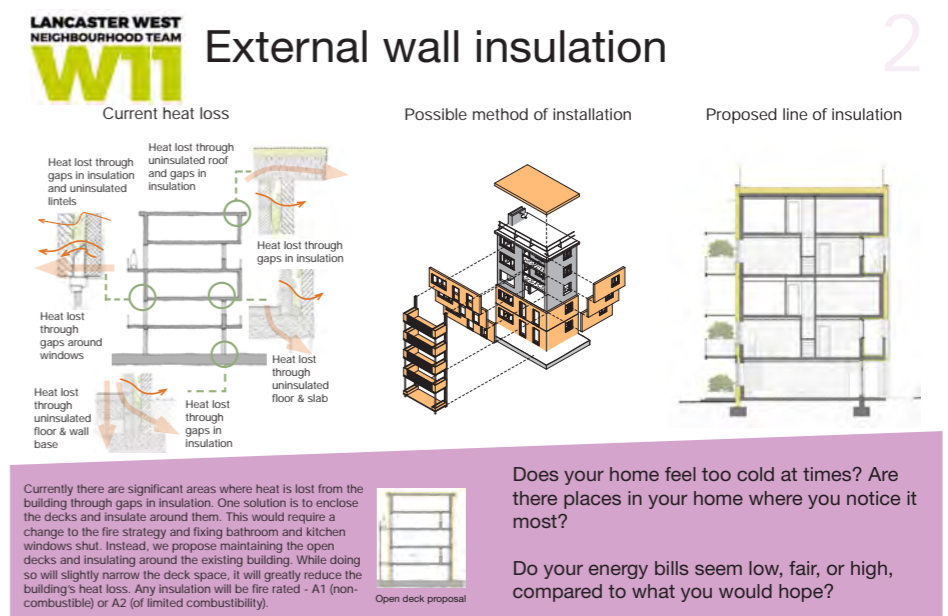 LANCASTER WEST
NEIGHBOURHOOD TEAM
W11
External wall insulation
2
Current heat loss
Possible method of installation
Proposed line of insulation
Heat lost through
gaps in insulation
and uninsulated
lintels
Heat lost through
uninsulated roof
and gaps in
insulation
Heat lost through
gaps in insulation
Heat lost
through
gaps around
windows
Heat lost
through
uninsulated
floor & slab
Heat lost
through
uninsulated
floor & wall
base
Heat lost
through
gaps in
insulation
Currently there are significant areas where heat is lost from the
building through gaps in insulation. One solution is to enclose
the decks and insulate around them. This would require a
change to the fire strategy and fixing bathroom and kitchen
windows shut. Instead, we propose maintaining the open
decks and insulating around the existing building. While doing
so will slightly narrow the deck space, it will greatly reduce the
building's heat loss. Any insulation will be fire rated - A1 (non-
combustible) or A2 (of limited combustibility).
Open deck proposal
Does your home feel too cold at times? Are
there places in your home where you notice it
most?
Do your energy bills seem low, fair, or high,
compared to what you would hope?